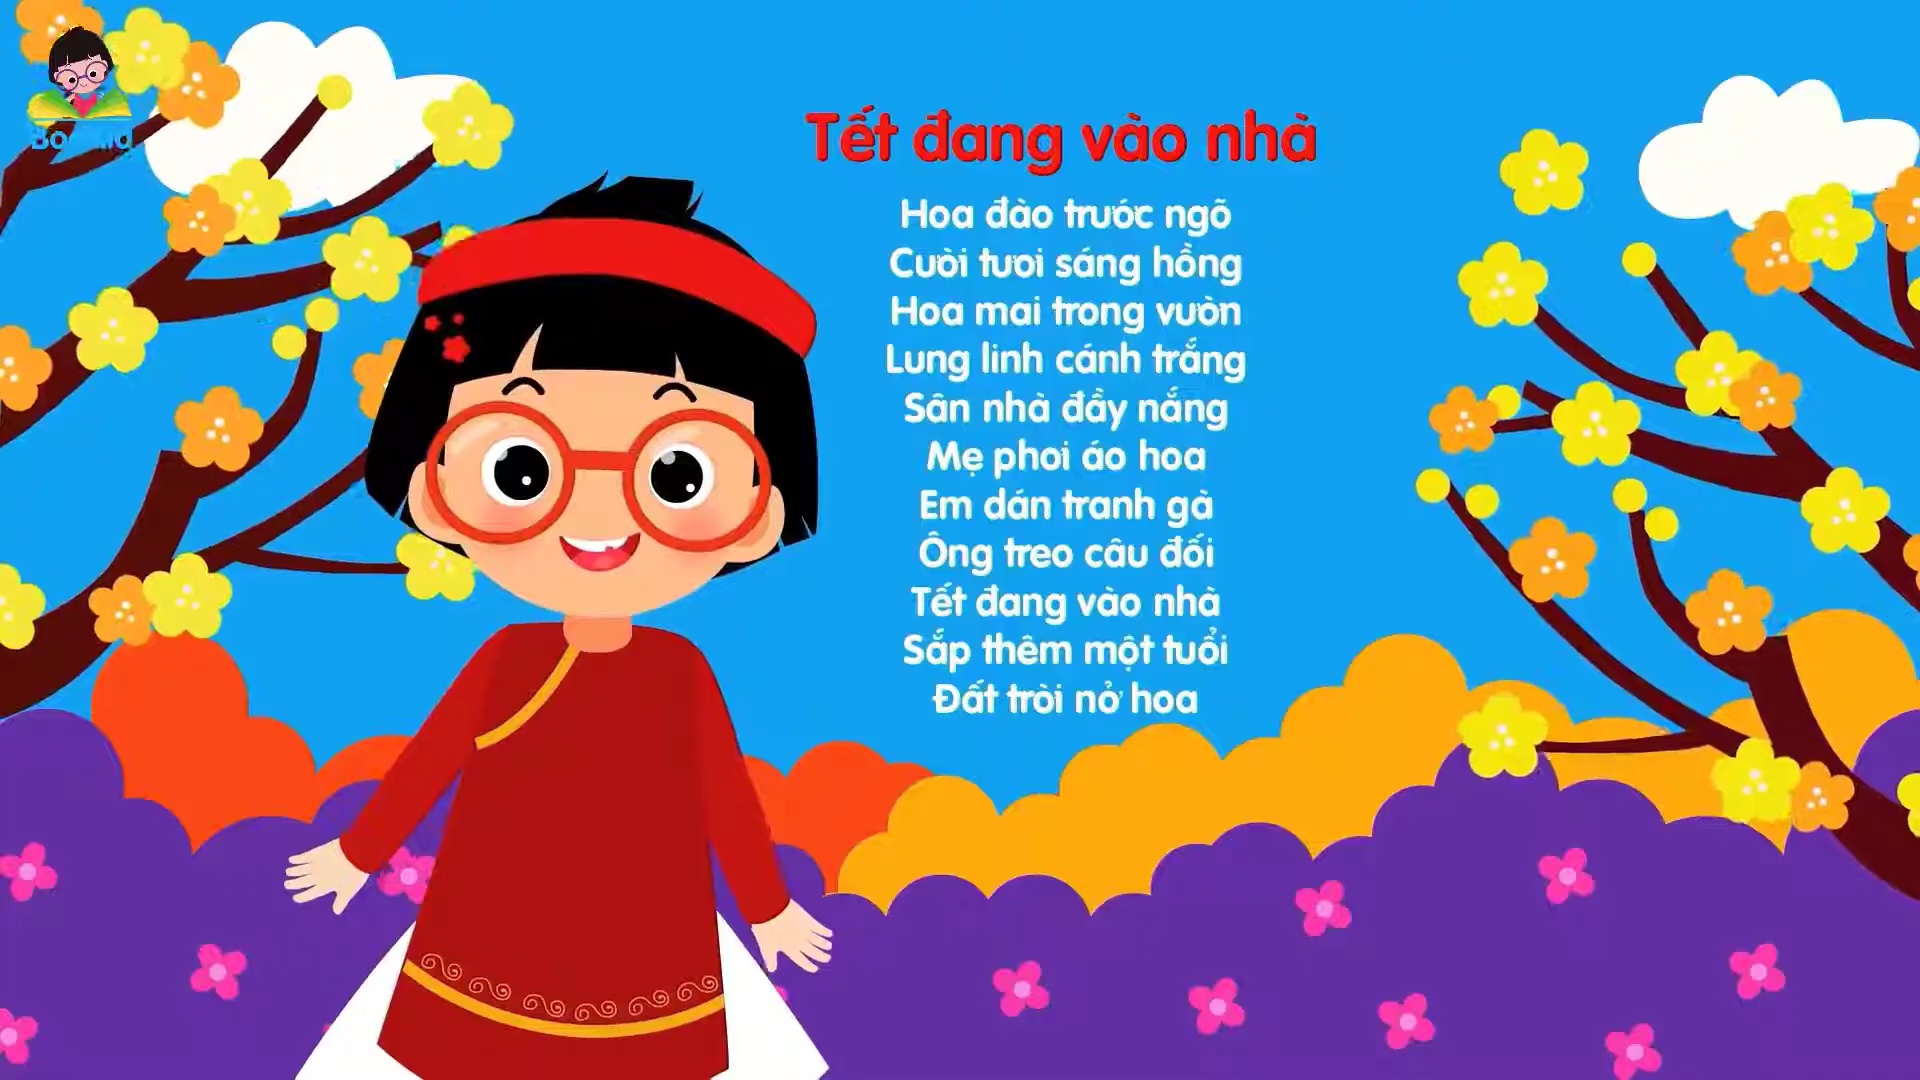 Tết đang vào nhà
Hoa đào trước ngõ
Cười tươi sáng hồng
Hoa mai trong vườn
Lung linh cánh trắng
Sân nhà đầy nắng
Mẹ phơi áo hoa
Em dán tranh gà
Ông treo câu đối
Tết đang vào nhà
Sắp thêm một tuổi
Đất trời nở hoa